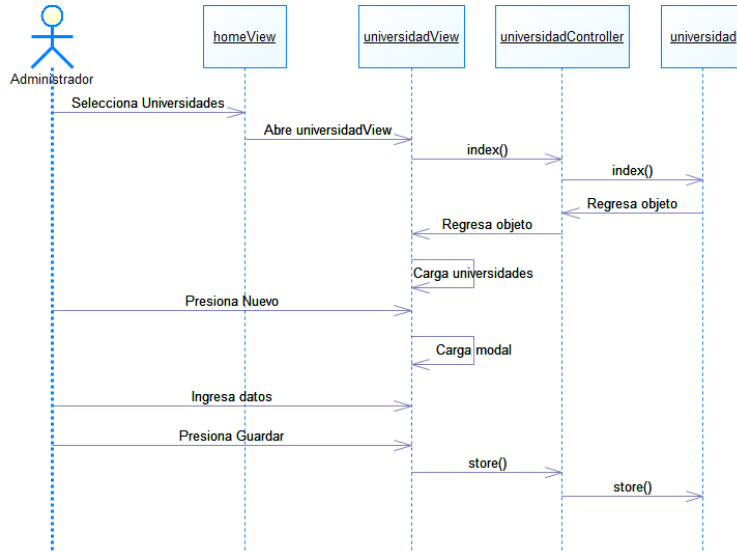 homeView
universidadView
universidadController
universidad
Administrador
Selecciona Universidades
Abre universidadView
index()
index()
Regresa objeto
Regresa objeto
Carga universidades
Presiona Nuevo
Carga modal
Ingresa datos
Presiona Guardar
store()
store()